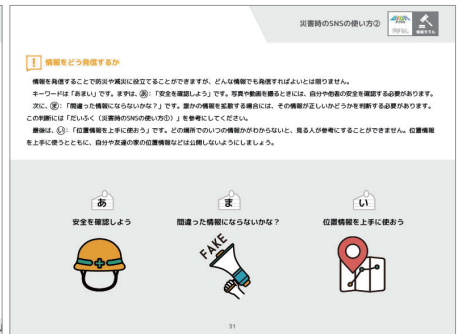 災害時のSNSの使い方②
情報モラル
! 情報をどう発信するか
情報を発信することで防災や減災に役立てることができますが、どんな情報でも発信すればよいとは限りません。
キーワードは「あまい」です。まずは、あ:「安全を確認しよう」です。写真や動画を撮るときには、自分や他者の安全を確認する必要があります。
次に、ま:「間違った情報にならないかな?」です。誰かの情報を拡散する場合には、その情報が正しいかどうかを判断する必要があります。
この判断には「だいふく(災害時のSNSの使い方①)」を参考にしてください。
最後は、い:「位置情報を上手に使おう」です。どの場所でのいつの情報かがわからないと、見る人が参考にすることができません。位置情報
を上手に使うとともに、自分や友達の家の位置情報などは公開しないようにしましょう。
あ ま い
安全を確認しよう 間違った情報にならないかな? 位置情報を上手に使おう
FAKE
31